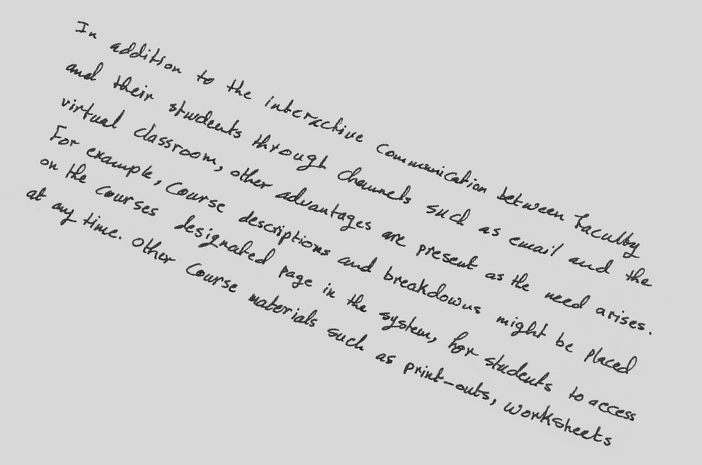 In addition to the interactive communication between faculty
and their students through channels such as email and the
virtual classroom, other advantages are present as the need arises.
For example, course descriptions and breakdowns might be placed
on the courses designated page in the system, for students to access
at any time. Other course materials such as print-outs, worksheets